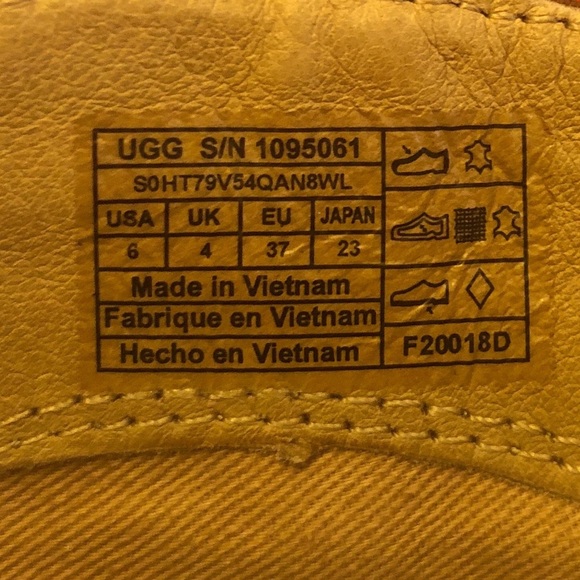 UGG S/N 1095061
S0HT79V54QAN8WL
USA UK EU JAPAN
6 4 37 23
Made in Vietnam
Fabrique en Vietnam
Hecho en Vietnam
F20018D